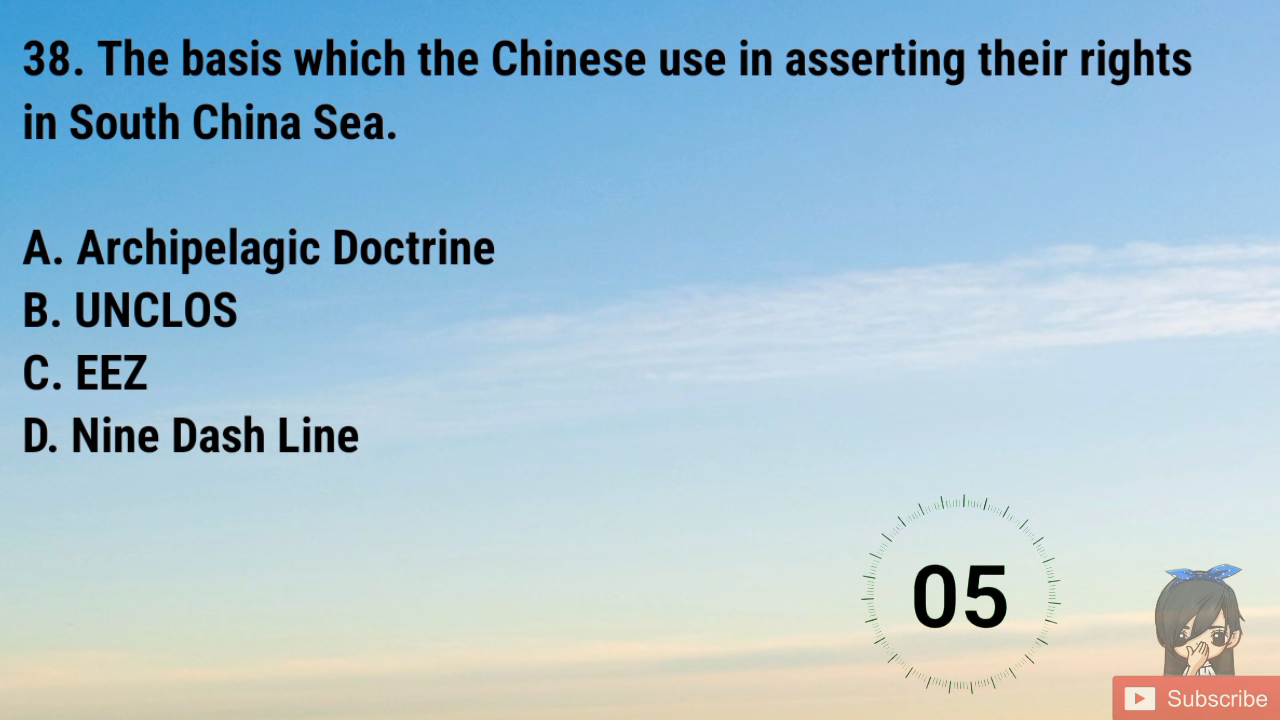 38. The basis which the Chinese use in asserting their rights
in South China Sea.
A. Archipelagic Doctrine
B. UNCLOS
C. EEZ
D. Nine Dash Line
05
Subscribe